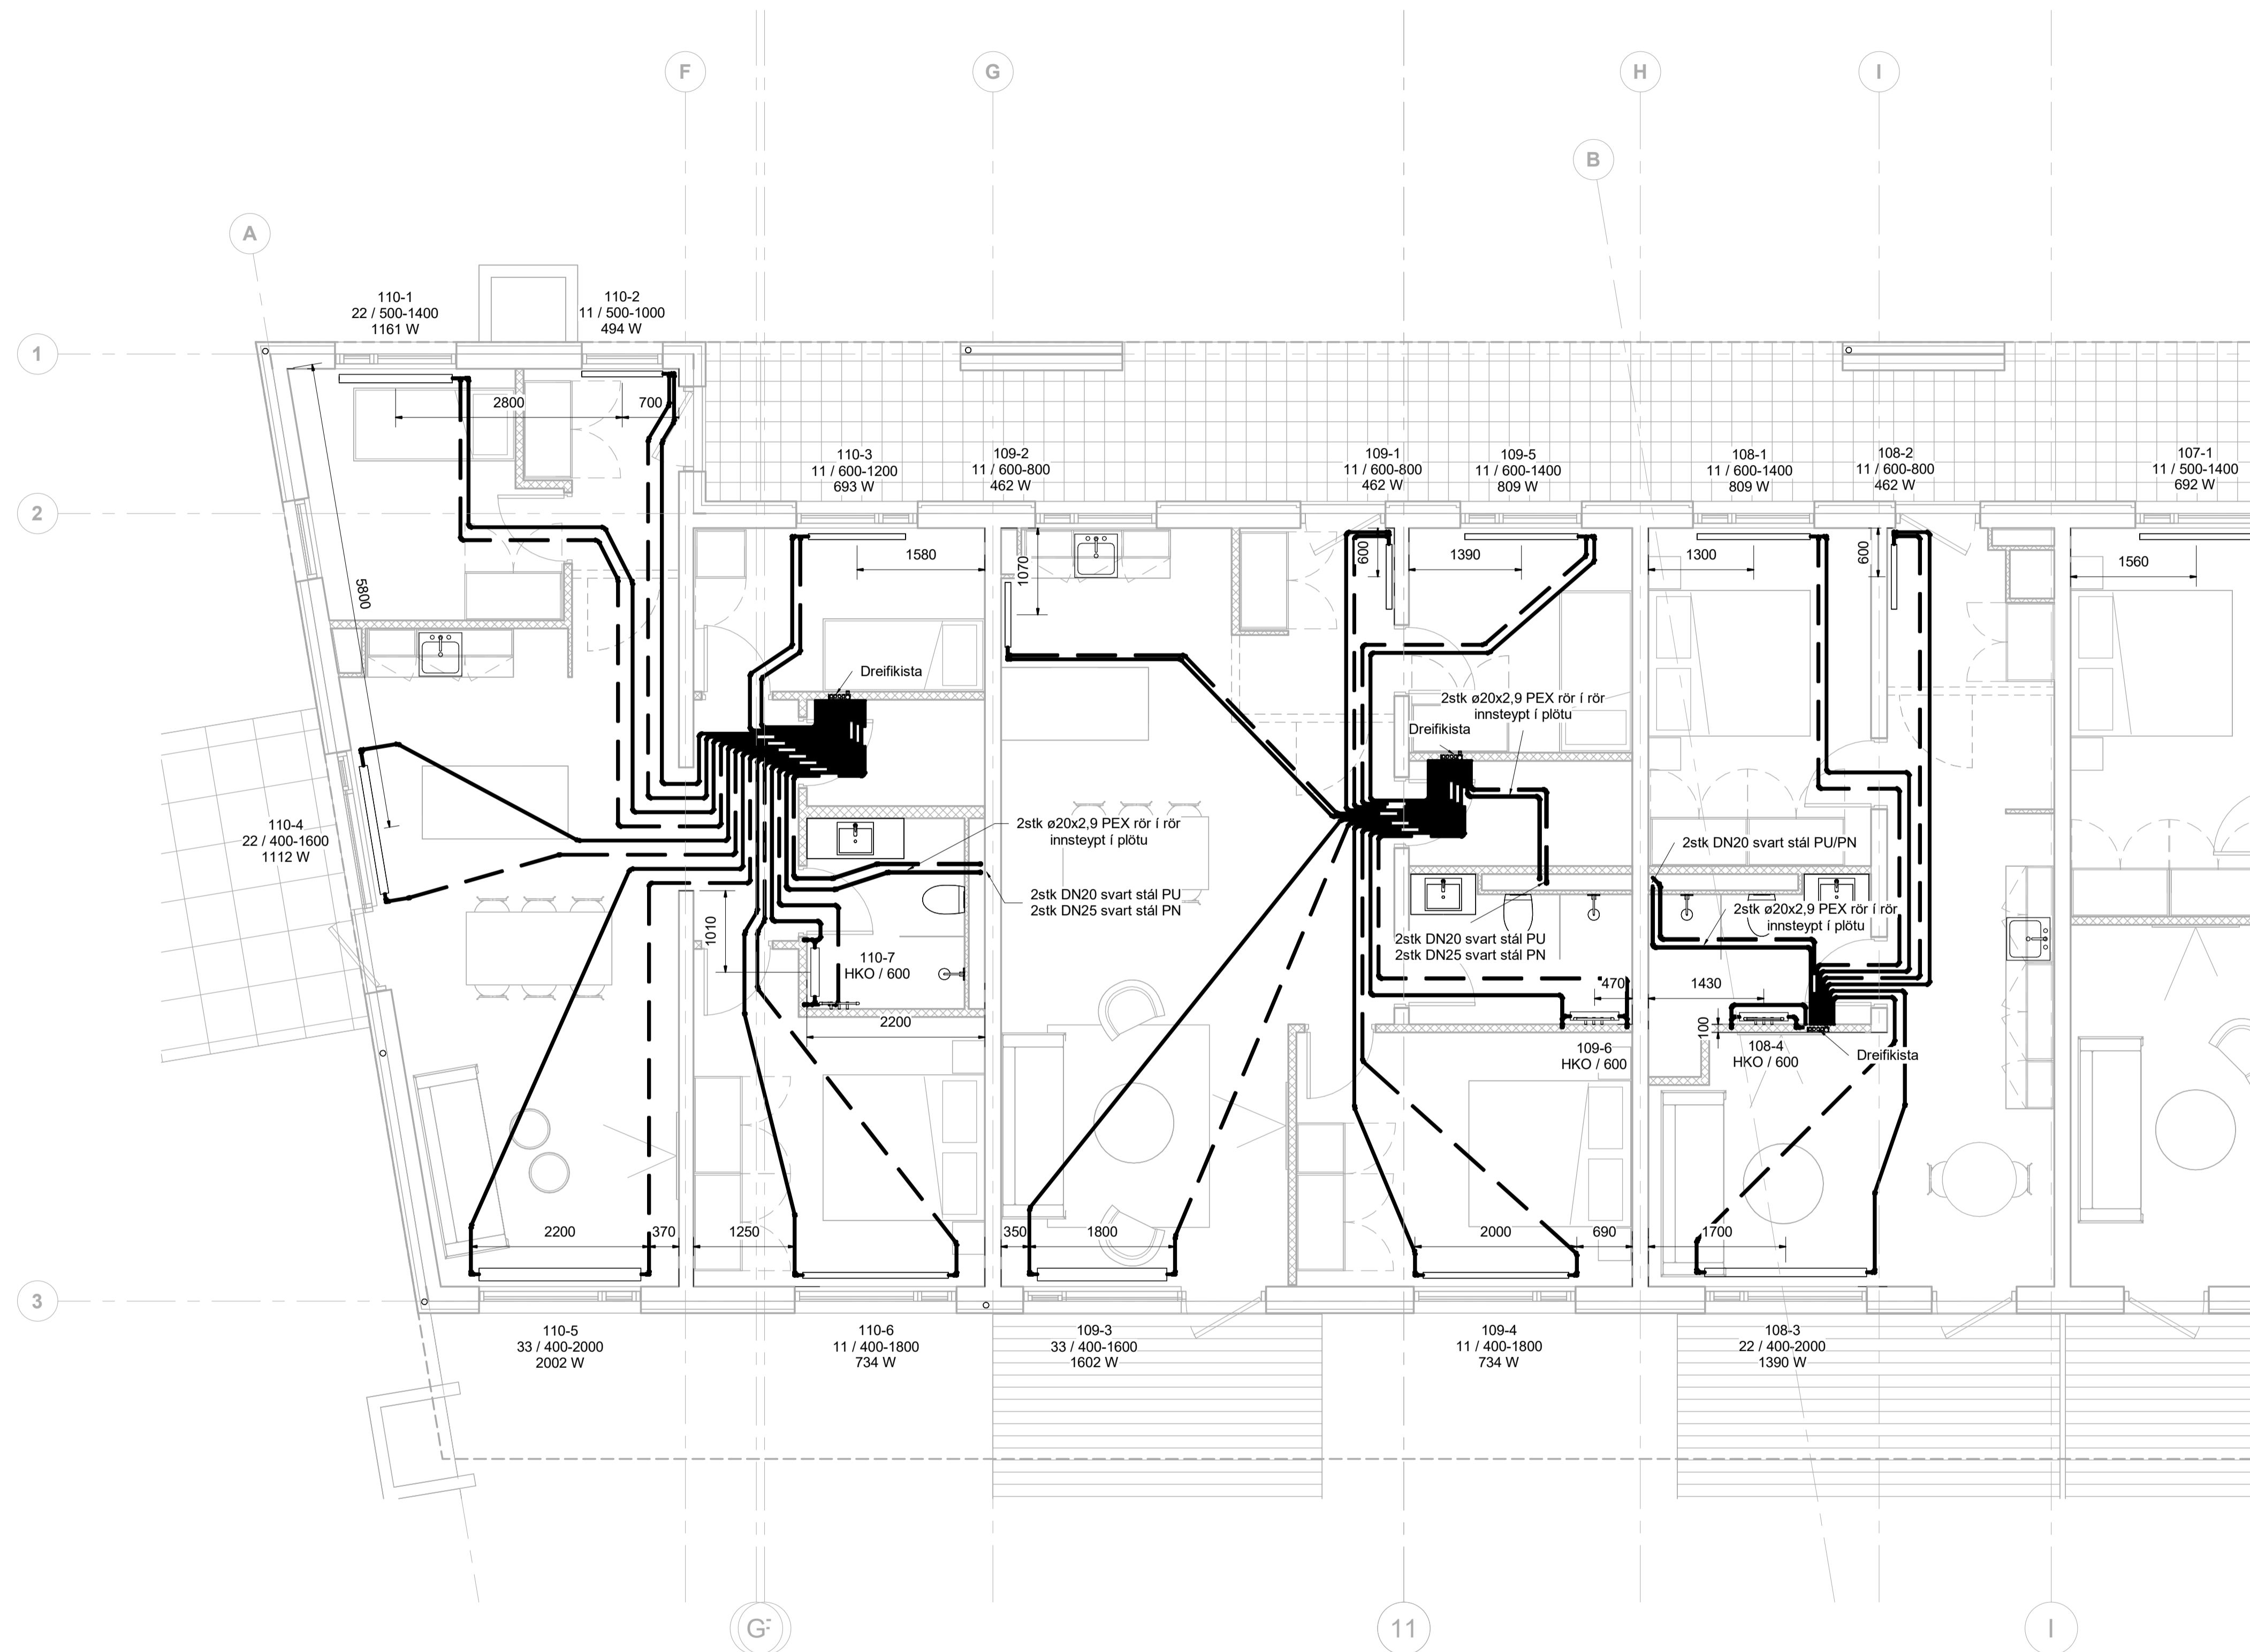 F
G
H
I
B
A
110-1
22 / 500-1400
1161 W
110-2
11 / 500-1000
494 W
1
2800
700
110-3
11 / 600-1200
693 W
109-2
11 / 600-800
462 W
109-1
11 / 600-800
462 W
109-5
11 / 600-1400
809 W
108-1
11 / 600-1400
809 W
108-2
11 / 600-800
462 W
107-1
11 / 500-1400
692 W
2
1580
1070
600
1390
1300
600
1560
5800
Dreifikista
2stk ø20x2,9 PEX rör í rör
innsteypt í plötu
Dreifikista
110-4
22 / 400-1600
1112 W
2stk ø20x2,9 PEX rör í rör
innsteypt í plötu
2stk DN20 svart stál PU/PN
2stk DN20 svart stál PU
2stk DN25 svart stál PN
2stk ø20x2,9 PEX rör í rör
innsteypt í plötu
1010
2stk DN20 svart stál PU
2stk DN25 svart stál PN
110-7
HKO / 600
470
1430
2200
100
109-6
HKO / 600
108-4
HKO / 600
Dreifikista
2200
370
1250
350
1800
2000
690
1700
3
110-5
33 / 400-2000
2002 W
110-6
11 / 400-1800
734 W
109-3
33 / 400-1600
1602 W
109-4
11 / 400-1800
734 W
108-3
22 / 400-2000
1390 W
G
11
I